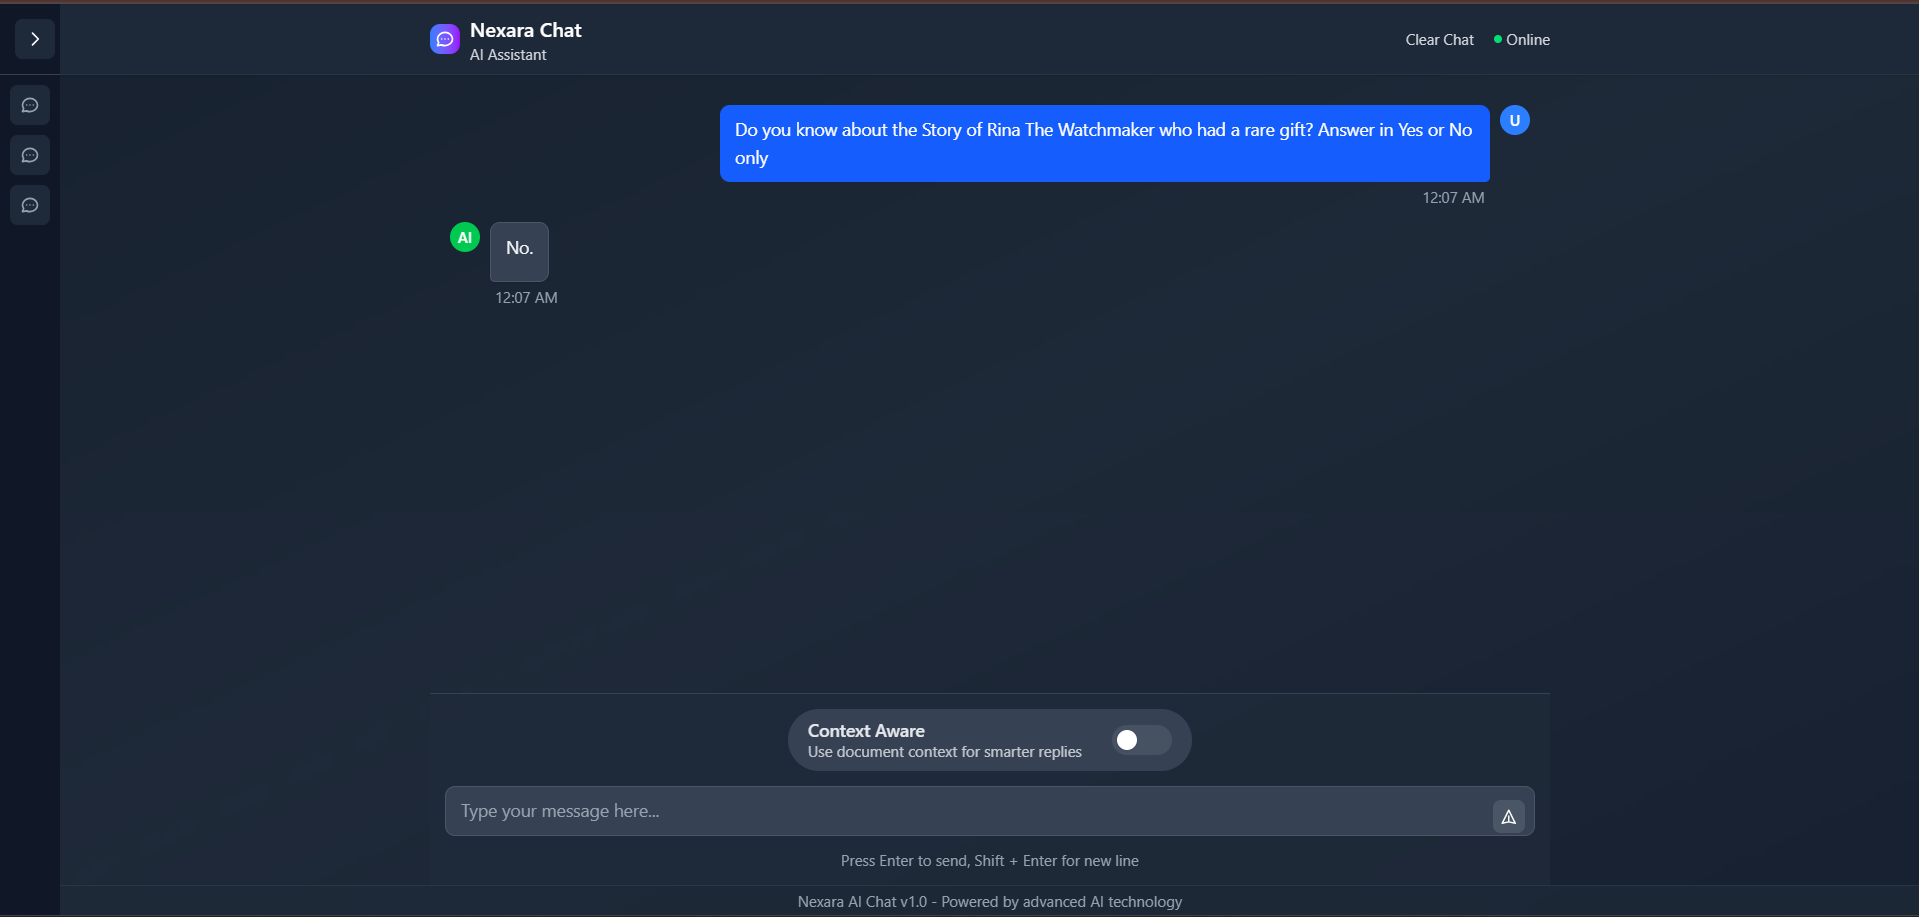 Nexara Chat
AI Assistant
Clear Chat
Online
Do you know about the Story of Rina The Watchmaker who had a rare gift? Answer in Yes or No
only
U
12:07 AM
AI
No.
12:07 AM
Context Aware
Use document context for smarter replies
Type your message here...
Press Enter to send, Shift + Enter for new line
Nexara AI Chat v1.0 - Powered by advanced AI technology